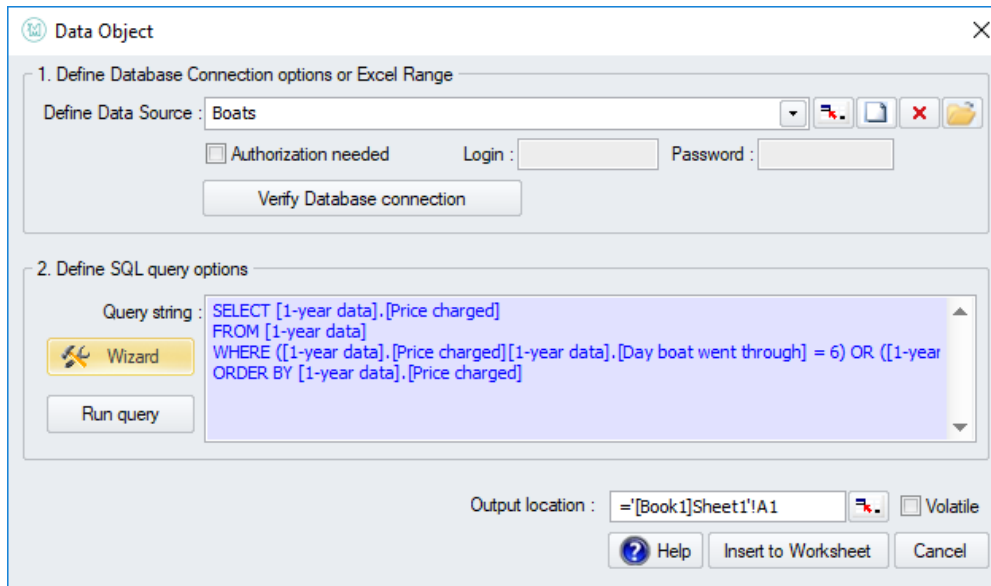 Data Object
1. Define Database Connection options or Excel Range
Define Data Source : Boats
Authorization needed Login : Password :
Verify Database connection
2. Define SQL query options
Query string : SELECT [1-year data].[Price charged]
FROM [1-year data]
Wizard WHERE ([1-year data].[Price charged][1-year data].[Day boat went through] = 6) OR ([1-year
ORDER BY [1-year data].[Price charged]
Run query
Output location : ='[Book1]Sheet1'!A1 Volatile
? Help Insert to Worksheet Cancel